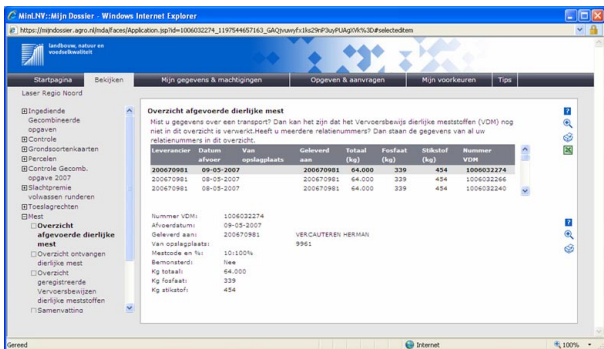 MinLNV::Mijn Dossier - Windows Internet Explorer
landbouw, natuur en
voedselkwaliteit
Startpagina Bekijken Mijn gegevens & machtigingen Opgeven & aanvragen Mijn voorkeuren Tips
Laser Regio Noord
Ingediende
Gecombineerde
opgaven
Controle
Grondsoortenkaarten
Percelen
Controle Gecomb.
opgave 2007
Slachtpremie
volwassen runderen
Toeslagrechten
Mest
Overzicht
afgevoerde dierlijke
mest
Overzicht ontvangen
dierlijke mest
Overzicht
geregistreerde
Vervoersbewijzen
dierlijke meststoffen
Samenvatting
Overzicht afgevoerde dierlijke mest
Mist u gegevens over een transport? Dan kan het zijn dat het Vervoersbewijs dierlijke meststoffen (VDM) nog
niet in dit overzicht is verwerkt.Heeft u meerdere relatienummers? Dan staan de gegevens van al uw
relatienummers in dit overzicht.
Leverancier Datum Van Geleverd Totaal Fosfaat Stikstof Nummer
afvoer opslagplaats aan (kg) (kg) (kg) VDM
200670981 09-05-2007 200670981 64.000 339 454 1006032274
200670981 08-05-2007 200670981 64.000 339 454 1006032266
200670981 08-05-2007 200670981 64.000 339 454 1006032240
Nummer VDM: 1006032274
Afvoerdatum: 09-05-2007
Geleverd aan: 200670981 VERCAUTEREN HERMAN
Van opslagplaats: 9961
Mestcode en %: 10:100%
Bemonsterd: Nee
Kg totaal: 64.000
Kg fosfaat: 339
Kg stikstof: 454
Gereed Internet 100%